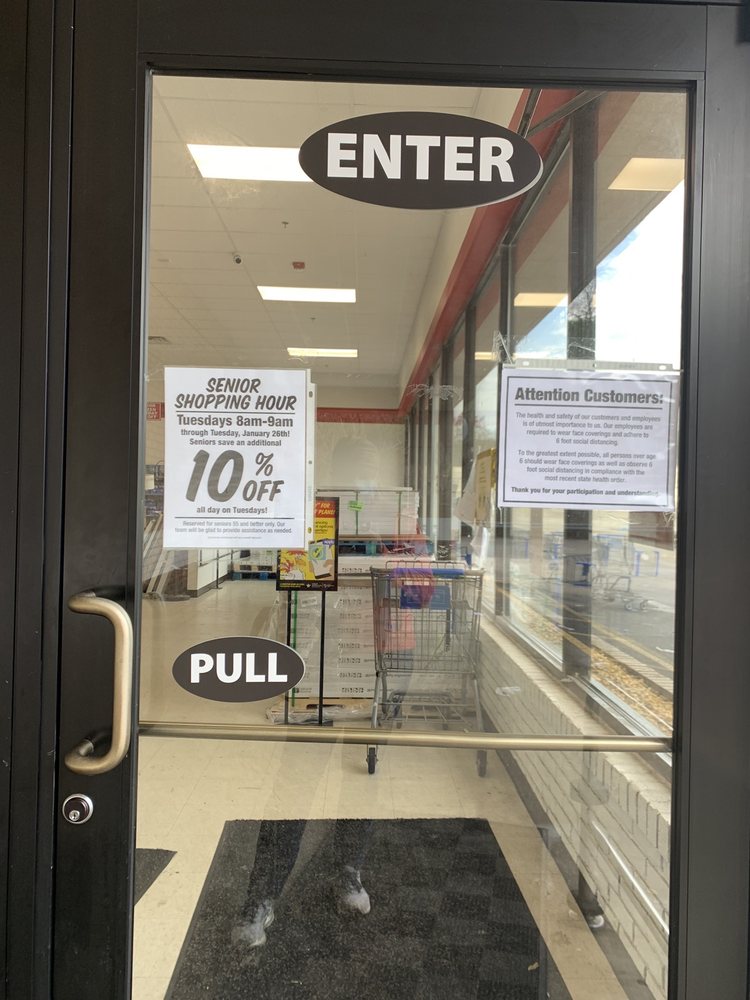 ENTER
SENIOR
SHOPPING HOUR
Tuesdays 8am-9am
through Tuesday, January 26th!
Seniors save an additional
10% OFF
all day on Tuesdays!
Reserved for seniors 55 and better only. Our
team will be glad to provide assistance as needed.
Attention Customers:
The health and safety of our customers and employees
is of utmost importance to us. Our employees are
required to wear face coverings and adhere to
6 foot social distancing.
To the greatest extent possible, all persons over age
6 should wear face coverings as well as observe 6
foot social distancing in compliance with the
most recent state health order.
Thank you for your participation and understanding
PULL